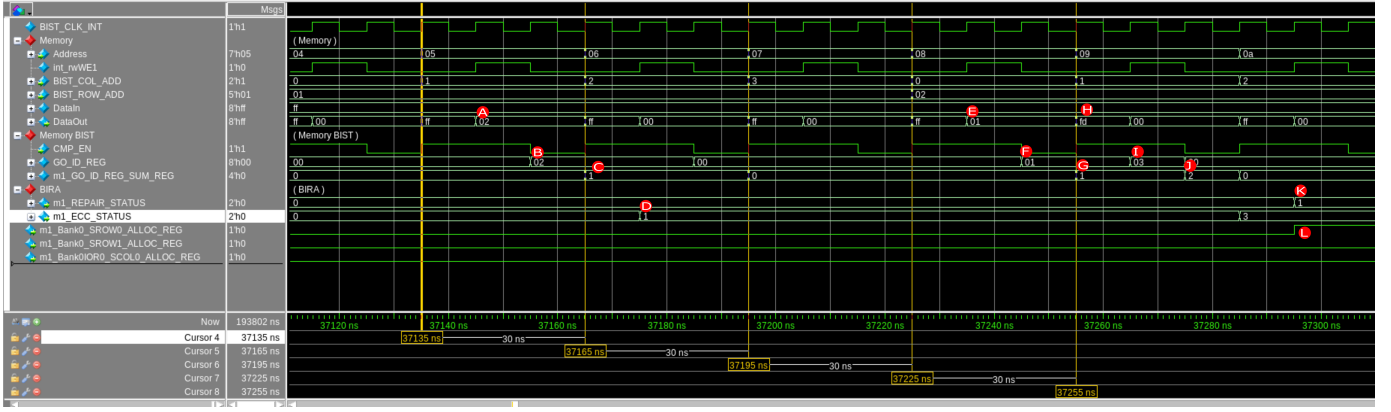 Msgs
BIST_CLK_INT 1'h1
Memory ( Memory )
Address 7'h05 04 05 06 07 08 09 0a
int_rwWE1 1'h0
BIST_COL_ADD 2'h1 0 1 2 3 0 1 2
BIST_ROW_ADD 5'h01 01 02
DataIn 8'hff ff A E H
DataOut 8'hff ff 00 ff 02 ff 00 ff 00 ff 01 fd 00 ff 00
Memory BIST ( Memory BIST )
CMP_EN 1'h1 B F I
GO_ID_REG 8'h00 00 02 C 00 01 G 03 J
m1_GO_ID_REG_SUM_REG 4'h0 0 1 0 1 2 0
BIRA ( BIRA ) K
m1_REPAIR_STATUS 2'h0 0 D 1
m1_ECC_STATUS 2'h0 0 1 3
m1_Bank0_SROW0_ALLOC_REG 1'h0 L
m1_Bank0_SROW1_ALLOC_REG 1'h0
m1_Bank0IOR0_SCOL0_ALLOC_REG 1'h0
Now 193802 ns 37120 ns 37140 ns 37160 ns 37180 ns 37200 ns 37220 ns 37240 ns 37260 ns 37280 ns 37300 ns
Cursor 4 37135 ns 37135 ns 30 ns
Cursor 5 37165 ns 37165 ns 30 ns
Cursor 6 37195 ns 37195 ns 30 ns
Cursor 7 37225 ns 37225 ns 30 ns
Cursor 8 37255 ns 37255 ns